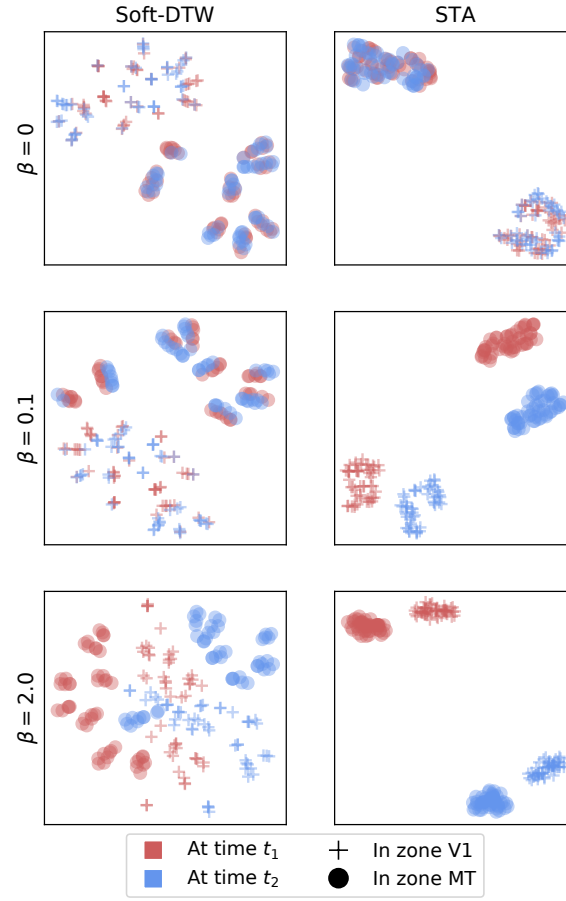 Soft-DTW STA
β = 0
β = 0.1
β = 2.0
At time t₁ In zone V1
At time t₂ In zone MT